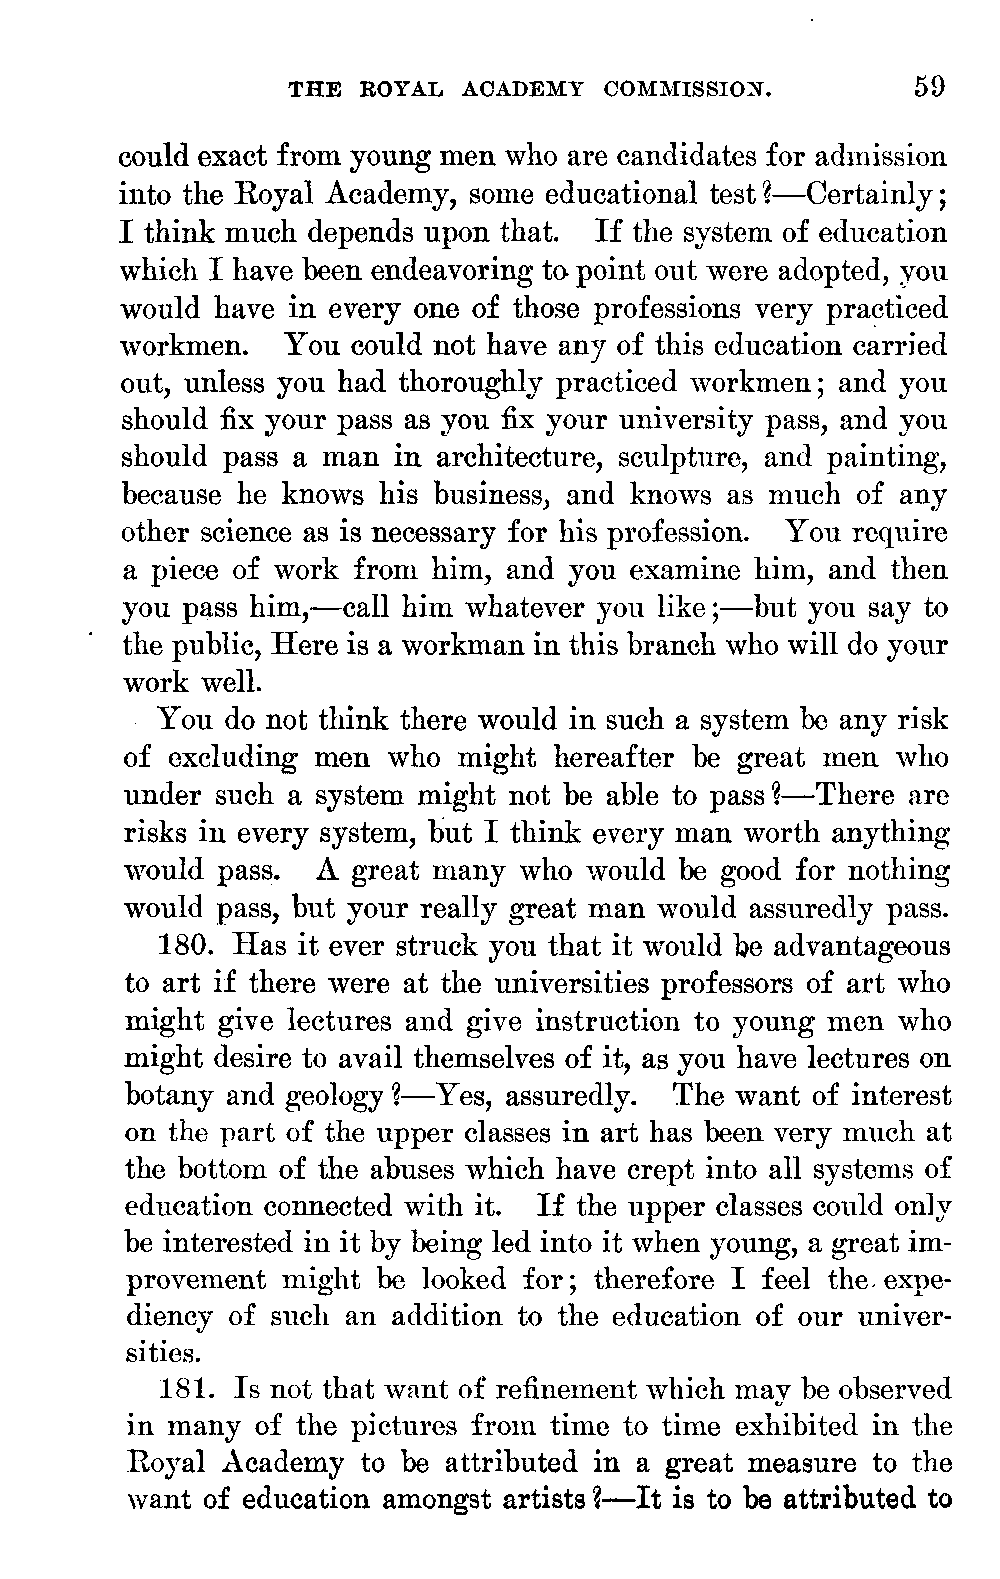 THE ROYAL ACADEMY COMMISSION. 59
could exact from young men who are candidates for admission
into the Royal Academy, some educational test?—Certainly;
I think much depends upon that. If the system of education
which I have been endeavoring to point out were adopted, you
would have in every one of those professions very practiced
workmen. You could not have any of this education carried
out, unless you had thoroughly practiced workmen; and you
should fix your pass as you fix your university pass, and you
should pass a man in architecture, sculpture, and painting,
because he knows his business, and knows as much of any
other science as is necessary for his profession. You require
a piece of work from him, and you examine him, and then
you pass him,—call him whatever you like;—but you say to
the public, Here is a workman in this branch who will do your
work well.
You do not think there would in such a system be any risk
of excluding men who might hereafter be great men who
under such a system might not be able to pass?—There are
risks in every system, but I think every man worth anything
would pass. A great many who would be good for nothing
would pass, but your really great man would assuredly pass.
180. Has it ever struck you that it would be advantageous
to art if there were at the universities professors of art who
might give lectures and give instruction to young men who
might desire to avail themselves of it, as you have lectures on
botany and geology?—Yes, assuredly. The want of interest
on the part of the upper classes in art has been very much at
the bottom of the abuses which have crept into all systems of
education connected with it. If the upper classes could only
be interested in it by being led into it when young, a great im-
provement might be looked for; therefore I feel the expe-
diency of such an addition to the education of our univer-
sities.
181. Is not that want of refinement which may be observed
in many of the pictures from time to time exhibited in the
Royal Academy to be attributed in a great measure to the
want of education amongst artists?—It is to be attributed to